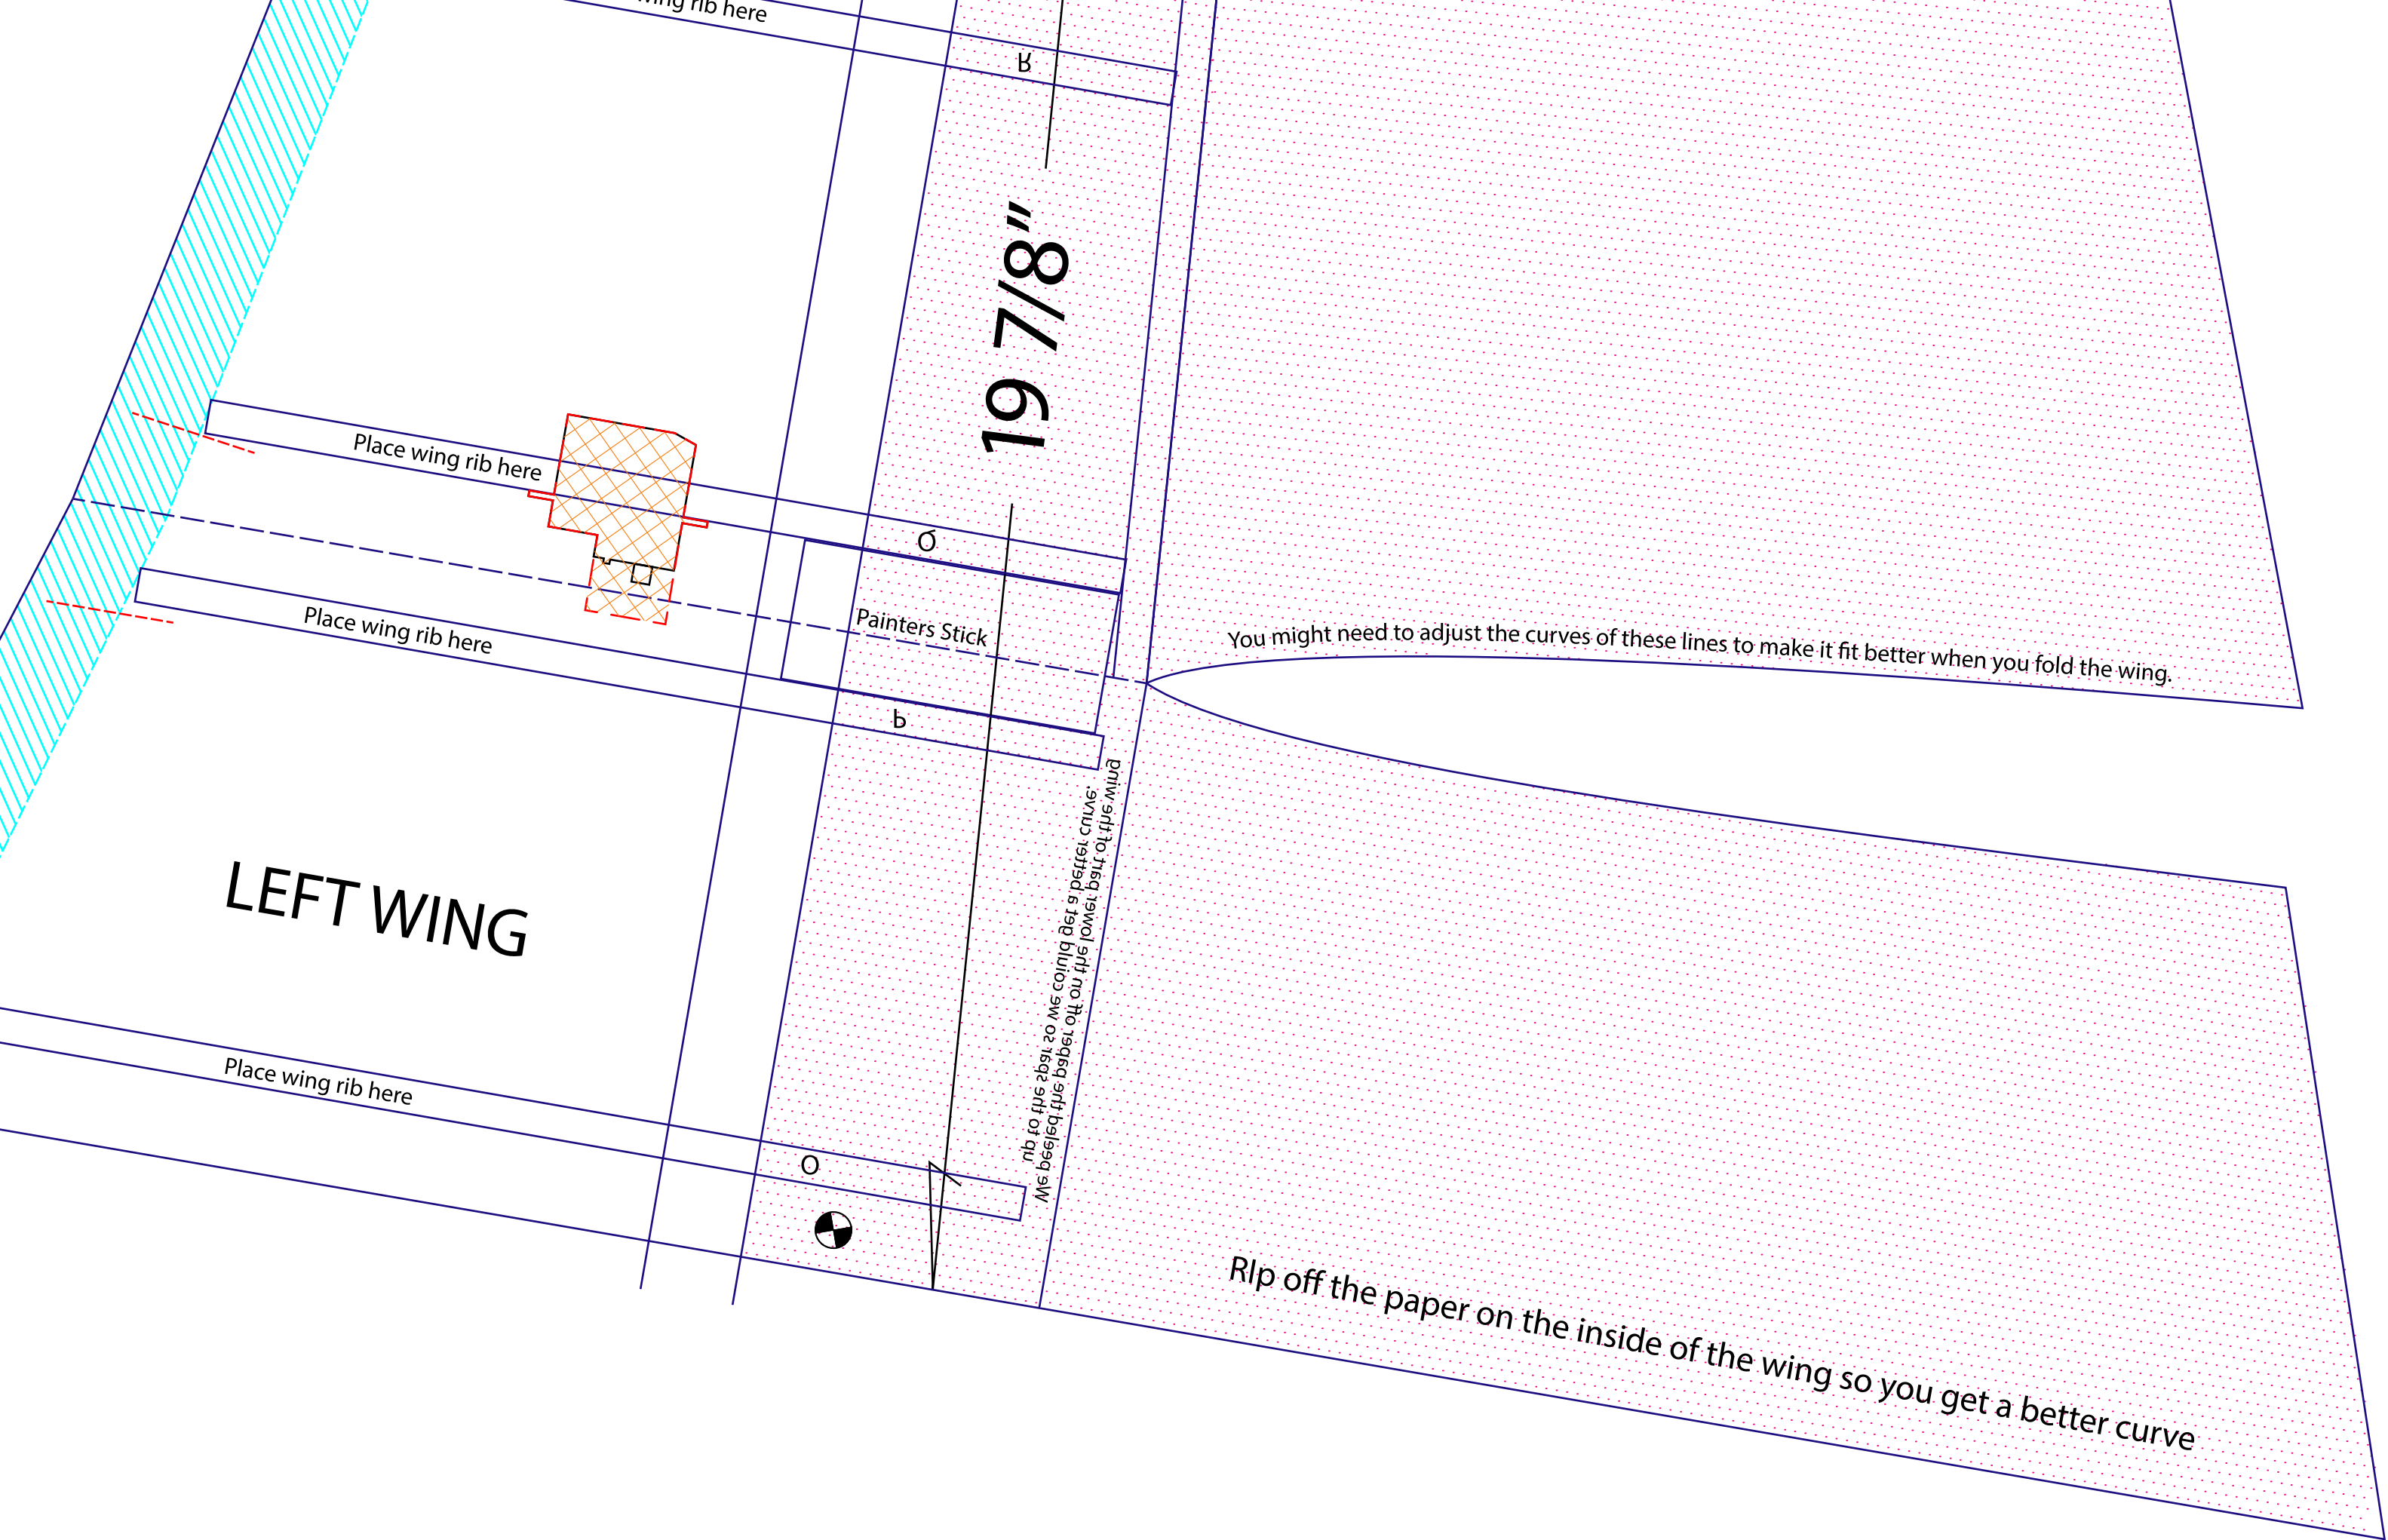 wing rib here
R
19 7/8"
Place wing rib here
Q
Painters Stick
You might need to adjust the curves of these lines to make it fit better when you fold the wing.
Place wing rib here
P
We peeled the paper off on the lower part of the wing
up to the spar so we could get a better curve.
LEFT WING
Place wing rib here
O
RIp off the paper on the inside of the wing so you get a better curve